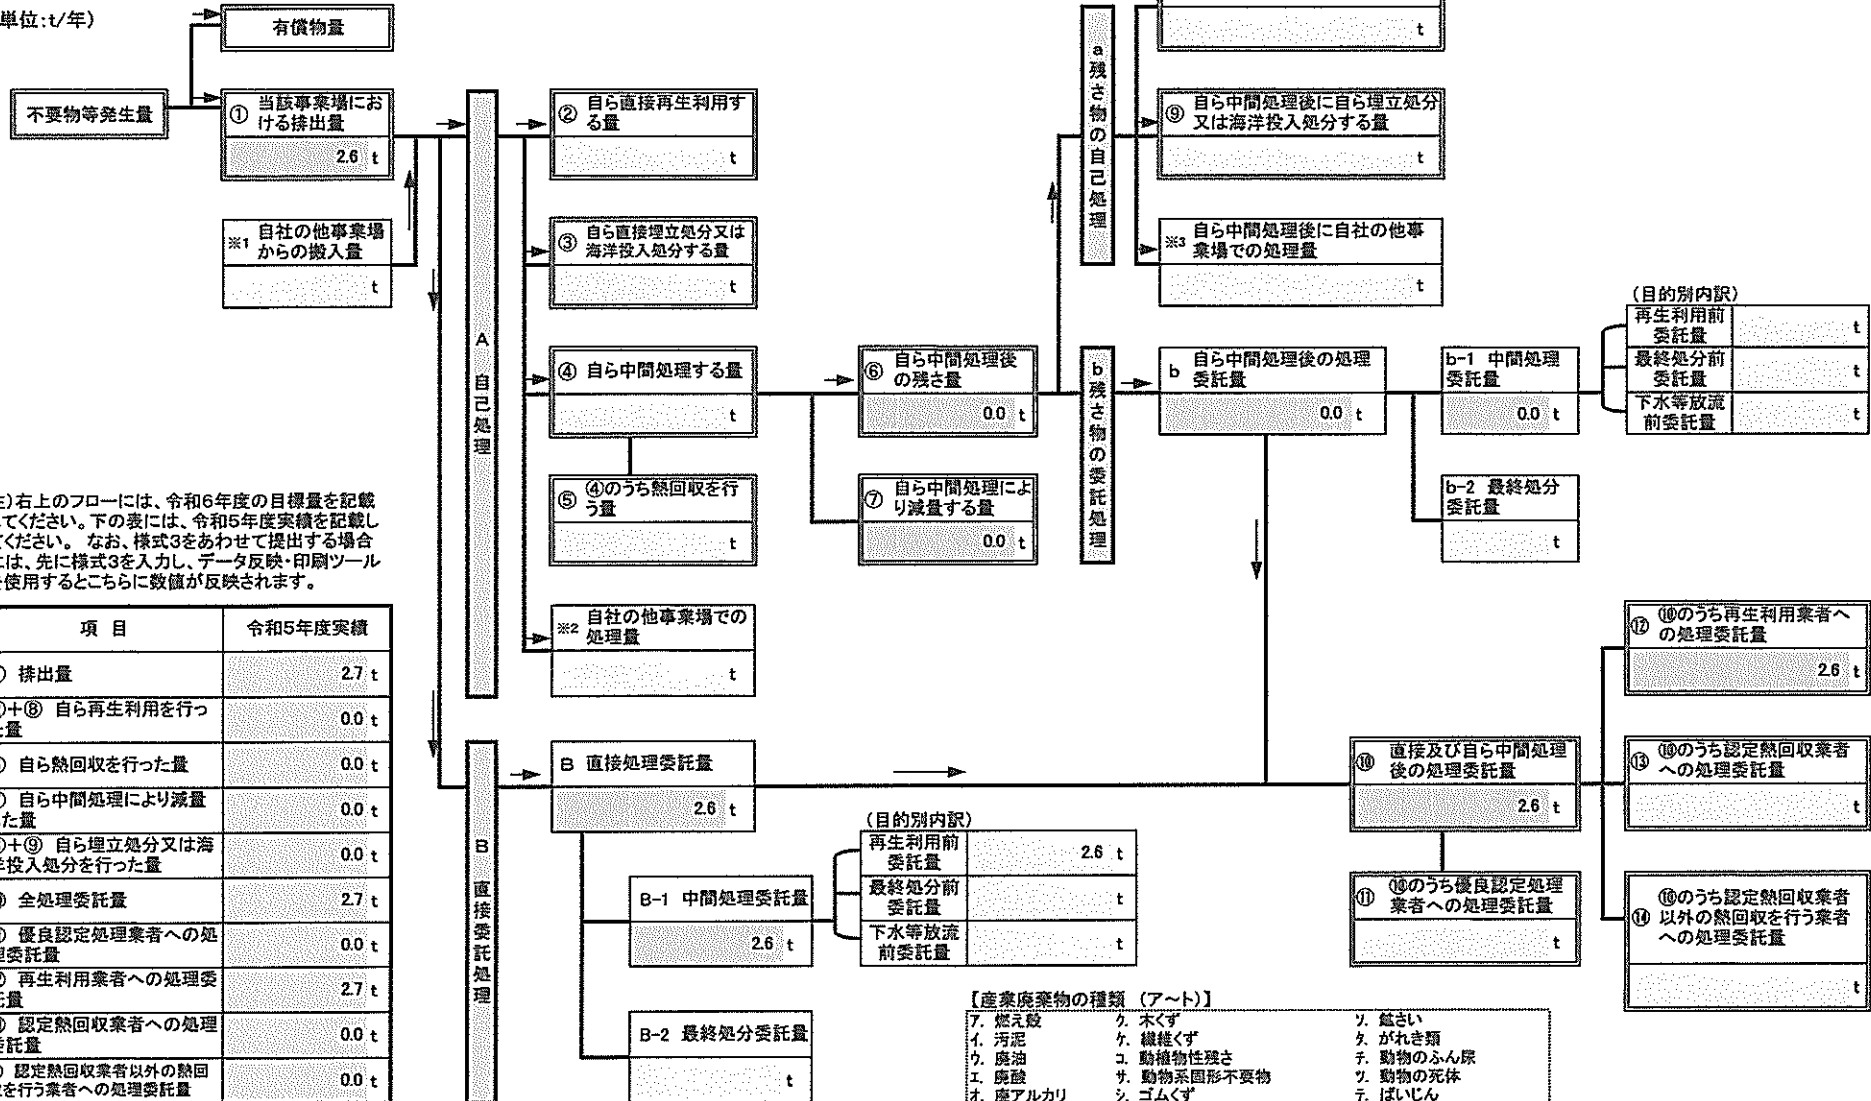 単位:t/年)
有償物量
不要物等発生量
① 当該事業場にお
ける排出量
2.6 t
※1 自社の他事業場
からの搬入量
t
A 自己処理
② 自ら直接再生利用す
る量
t
③ 自ら直接埋立処分又は
海洋投入処分する量
t
④ 自ら中間処理する量
t
⑤ ④のうち熱回収を行
う量
t
※2 自社の他事業場での
処理量
t
⑥ 自ら中間処理後
の残さ量
0.0 t
⑦ 自ら中間処理によ
り減量する量
0.0 t
a 残さ物の自己処理
t
⑨ 自ら中間処理後に自ら埋立処分
又は海洋投入処分する量
t
※3 自ら中間処理後に自社の他事
業場での処理量
t
b 残さ物の委託処理
b 自ら中間処理後の処理
委託量
0.0 t
b-1 中間処理
委託量
0.0 t
(目的別内訳)
再生利用前
委託量
t
最終処分前
委託量
t
下水等放流
前委託量
t
b-2 最終処分
委託量
t
)右上のフローには、令和6年度の目標量を記載
してください。下の表には、令和5年度実績を記載し
てください。 なお、様式3をあわせて提出する場合
には、先に様式3を入力し、データ反映・印刷ツール
を使用するとこちらに数値が反映されます。
項 目 令和5年度実績
) 排出量 2.7 t
)+⑧ 自ら再生利用を行っ
た量 0.0 t
) 自ら熱回収を行った量 0.0 t
) 自ら中間処理により減量
した量 0.0 t
)+⑨ 自ら埋立処分又は海
洋投入処分を行った量 0.0 t
) 全処理委託量 2.7 t
) 優良認定処理業者への処
理委託量 0.0 t
) 再生利用業者への処理委
託量 2.7 t
) 認定熱回収業者への処理
委託量 0.0 t
) 認定熱回収業者以外の熱回
収を行う業者への処理委託量 0.0 t
B 直接委託処理
B 直接処理委託量
2.6 t
B-1 中間処理委託量
2.6 t
(目的別内訳)
再生利用前
委託量
2.6 t
最終処分前
委託量
t
下水等放流
前委託量
t
B-2 最終処分委託量
t
⑩ 直接及び自ら中間処理
後の処理委託量
2.6 t
⑪ ⑩のうち優良認定処理
業者への処理委託量
t
⑫ ⑩のうち再生利用業者へ
の処理委託量
2.6 t
⑬ ⑩のうち認定熱回収業者
への処理委託量
t
⑭ ⑩のうち認定熱回収業者
以外の熱回収を行う業者
への処理委託量
t
【産業廃棄物の種類 (ア~ト)】
ア. 燃え殻 ク. 木くず ソ. 鉱さい
イ. 汚泥 ケ. 繊維くず タ. がれき類
ウ. 廃油 コ. 動植物性残さ チ. 動物のふん尿
エ. 廃酸 サ. 動物系固形不要物 ツ. 動物の死体
オ. 廃アルカリ シ. ゴムくず テ. ばいじん